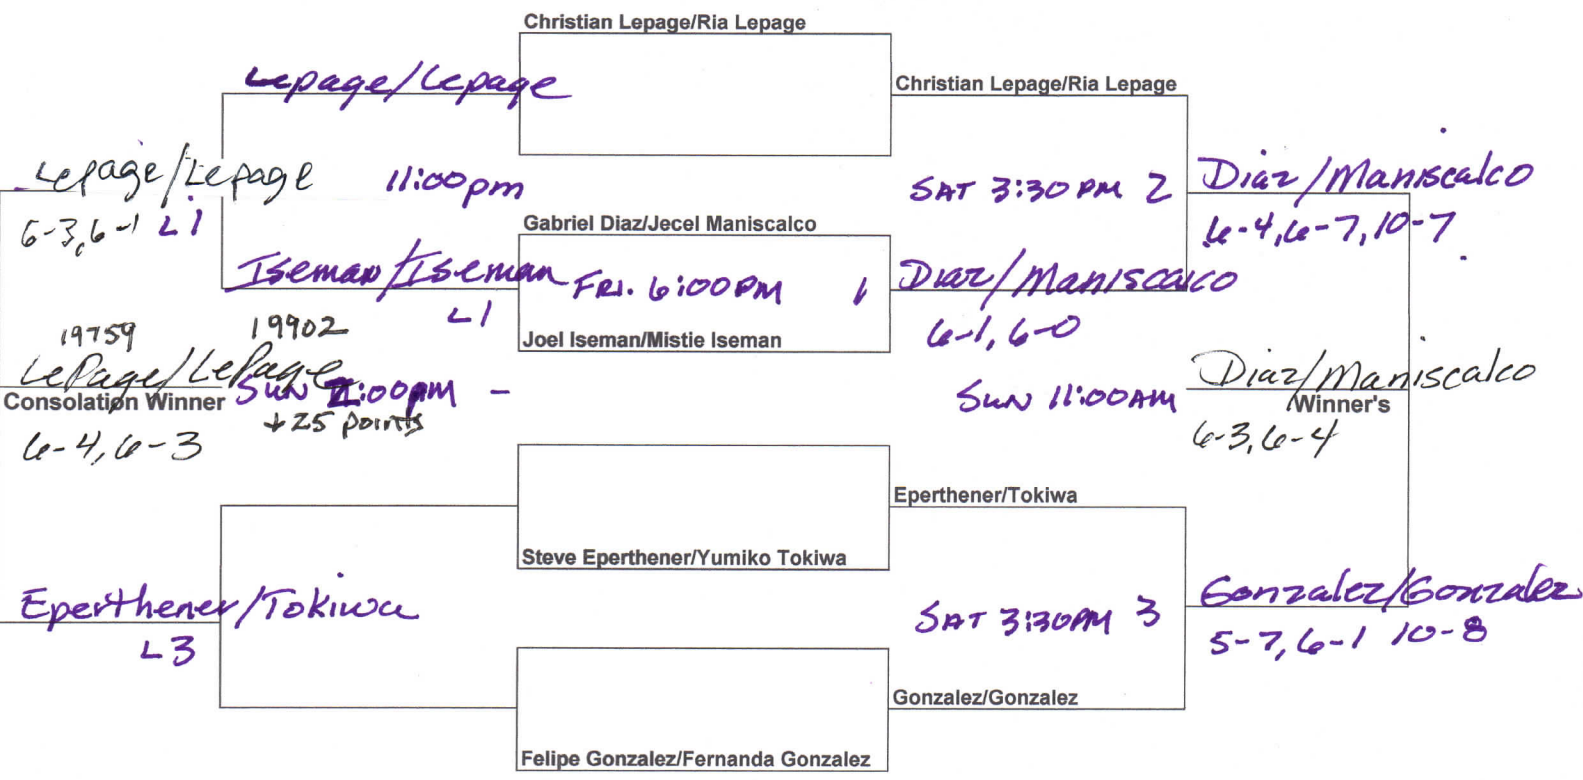 Christian Lepage/Ria Lepage
Lepage/Lepage
Christian Lepage/Ria Lepage
Lepage/Lepage
11:00pm
SAT 3:30 PM 2
Diaz/Maniscalco
6-3, 6-1 L1
Gabriel Diaz/Jecel Maniscalco
6-4, 6-7, 10-7
Iseman/Iseman
FRI. 6:00 PM 1
Diaz/Maniscalco
L1
Joel Iseman/Mistie Iseman
6-1, 6-0
19759
19902
LePage/LePage
Consolation Winner
SUN :00pm -
+25 points
6-4, 6-3
SUN 11:00AM
Diaz/Maniscalco
Winner's
6-3, 6-4
Eperthener/Tokiwa
Steve Eperthener/Yumiko Tokiwa
Eperthener/Tokiwa
L3
SAT 3:30PM 3
Gonzalez/Gonzalez
5-7, 6-1 10-8
Gonzalez/Gonzalez
Felipe Gonzalez/Fernanda Gonzalez